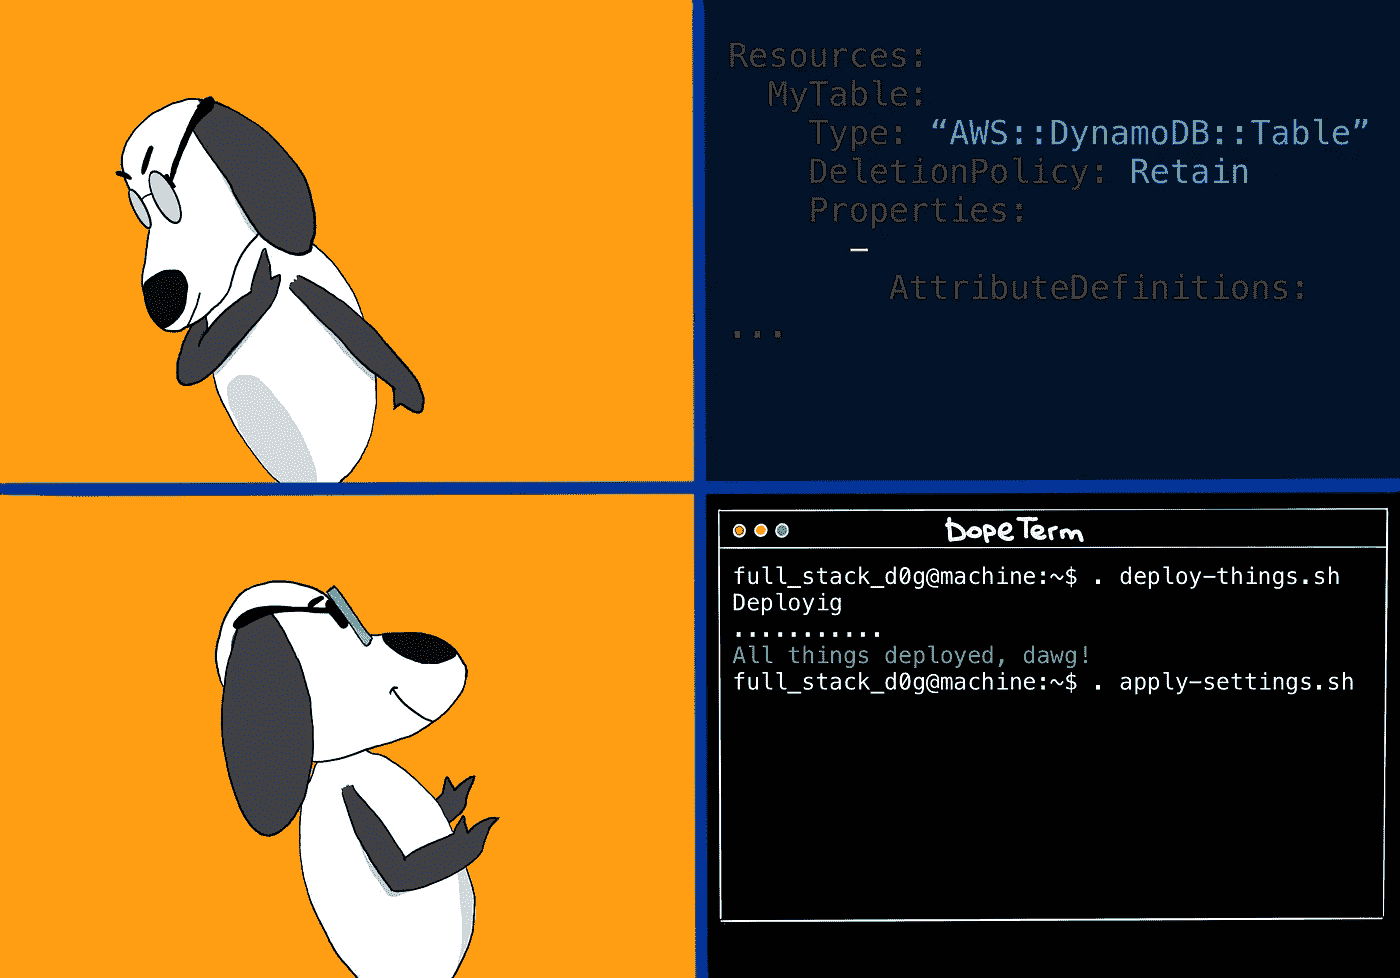 Resources:
MyTable:
Type: “AWS::DynamoDB::Table”
DeletionPolicy: Retain
Properties:
–
AttributeDefinitions:
...
DopeTerm
full_stack_d0g@machine:~$ . deploy-things.sh
Deployig
...........
All things deployed, dawg!
full_stack_d0g@machine:~$ . apply-settings.sh